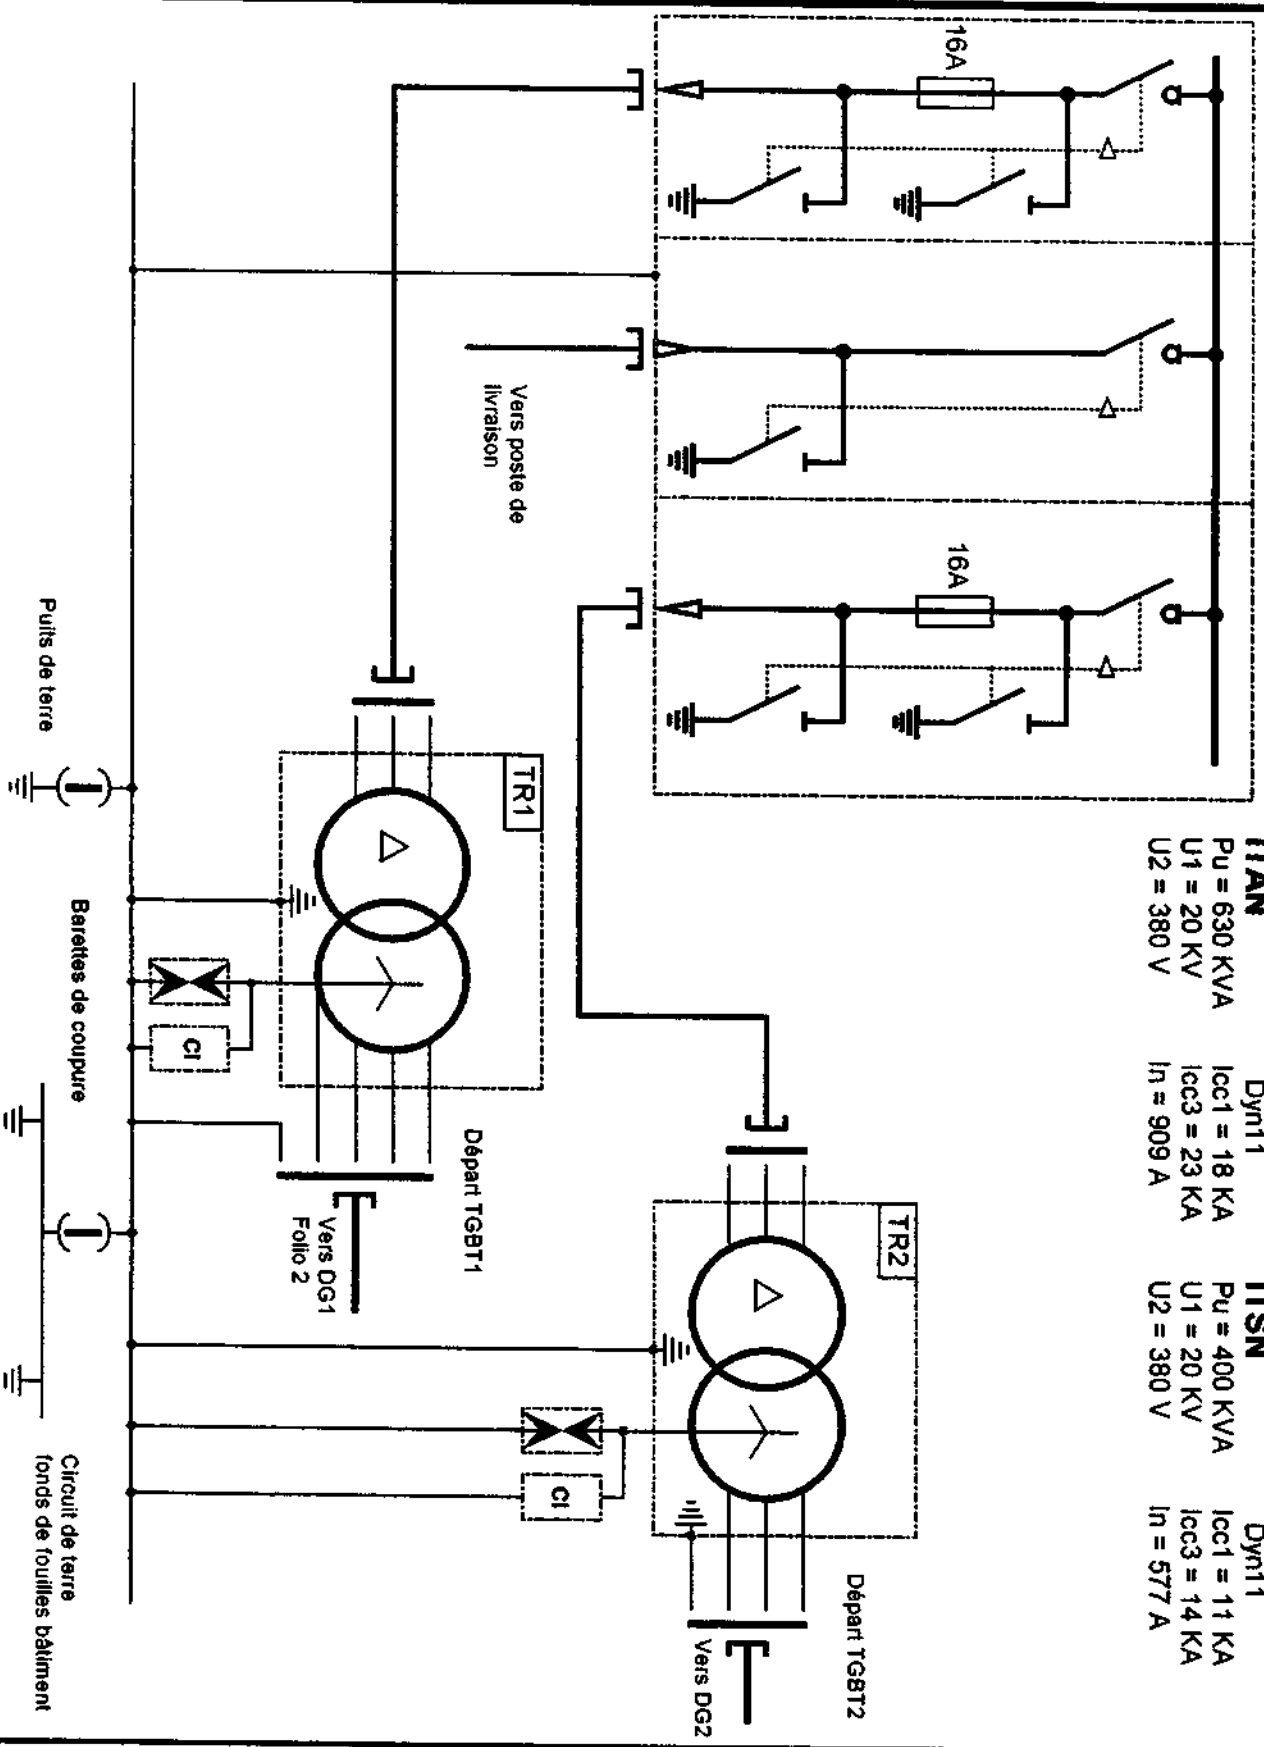 16A
16A
Vers poste de
livraison
ITAN
Pu = 630 KVA
U1 = 20 KV
U2 = 380 V
Dyn11
Icc1 = 18 KA
Icc3 = 23 KA
In = 909 A
ITSN
Pu = 400 KVA
U1 = 20 KV
U2 = 380 V
Dyn11
Icc1 = 11 KA
Icc3 = 14 KA
In = 577 A
TR1
Départ TGBT1
Vers DG1
Folio 2
TR2
Départ TGBT2
Vers DG2
CI
CI
Puits de terre
Barettes de coupure
Circuit de terre
fonds de fouilles bâtiment